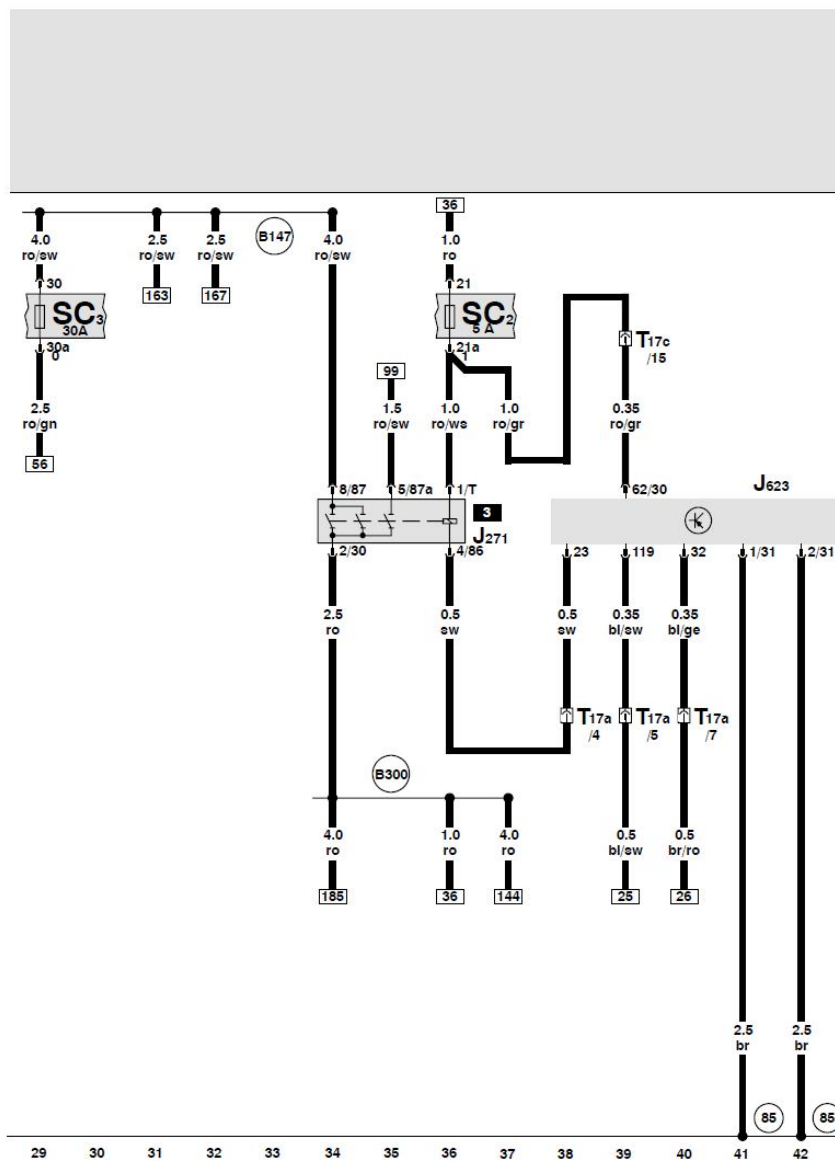 36
4.0 2.5 2.5 B147 4.0 1.0
ro/sw ro/sw ro/sw ro/sw ro
30 163 167 21
SC3 SC2
30A 5 A
30a 21a T17c
0 1 /15
99
2.5 1.5 1.0 1.0 0.35
ro/gn ro/sw ro/ws ro/gr ro/gr
56
8/87 5/87a 1/T 62/30 J623
3
J271
2/30 4/86 23 119 32 1/31 2/31
2.5 0.5 0.5 0.35 0.35
ro sw sw bl/sw bl/ge
T17a T17a T17a
/4 /5 /7
B300
4.0 1.0 4.0 0.5 0.5
ro ro ro bl/sw br/ro
185 36 144 25 26
2.5 2.5
br br
85 85
29 30 31 32 33 34 35 36 37 38 39 40 41 42